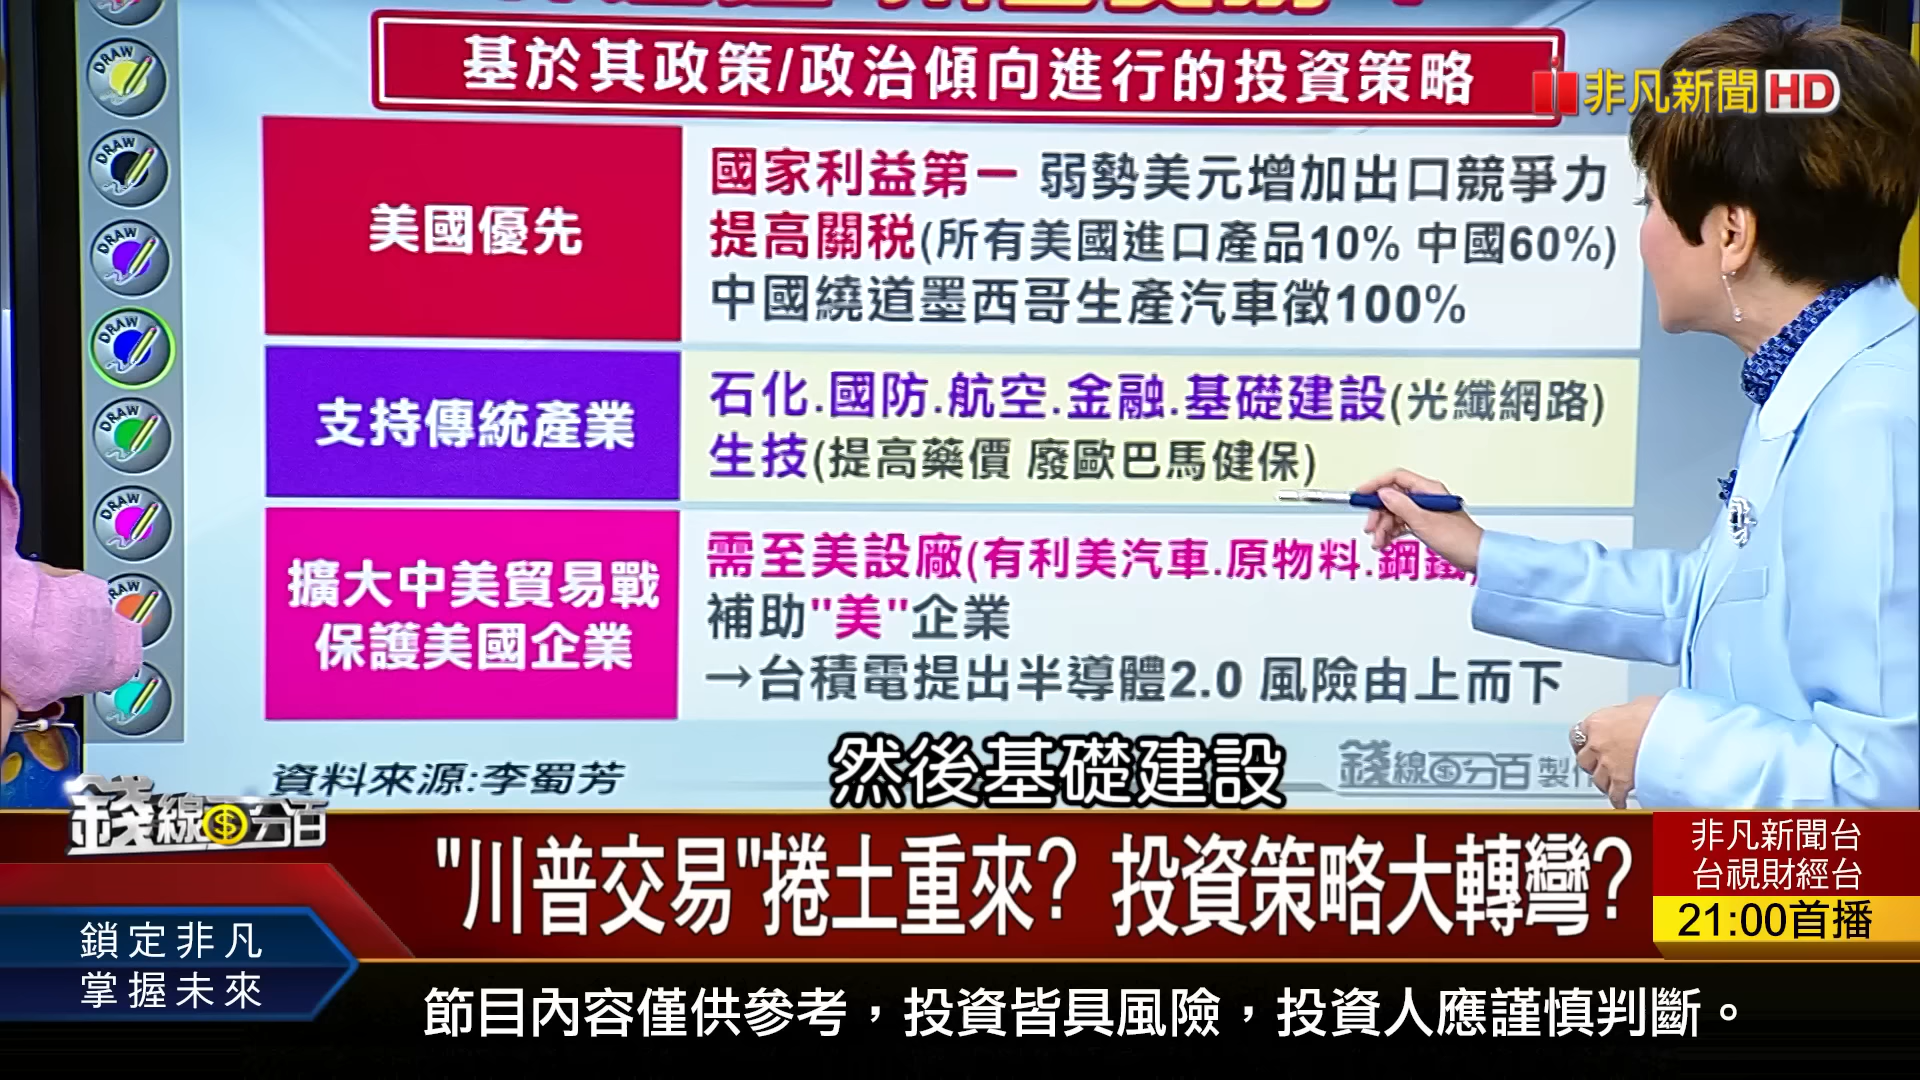 基於其政策/政治傾向進行的投資策略
非凡新聞HD
DRAW
DRAW
DRAW
DRAW
DRAW
DRAW
RAW
美國優先
國家利益第一 弱勢美元增加出口競爭力
提高關稅(所有美國進口產品10% 中國60%)
中國繞道墨西哥生產汽車徵100%
支持傳統產業
石化.國防.航空.金融.基礎建設(光纖網路)
生技(提高藥價 廢歐巴馬健保)
擴大中美貿易戰
保護美國企業
需至美設廠(有利美汽車.原物料.鋼鐵)
補助"美"企業
→台積電提出半導體2.0 風險由上而下
資料來源:李蜀芳
錢線百分百 製作
然後基礎建設
錢線百分百
"川普交易"捲土重來? 投資策略大轉彎?
非凡新聞台
台視財經台
21:00首播
鎖定非凡
掌握未來
節目內容僅供參考，投資皆具風險，投資人應謹慎判斷。